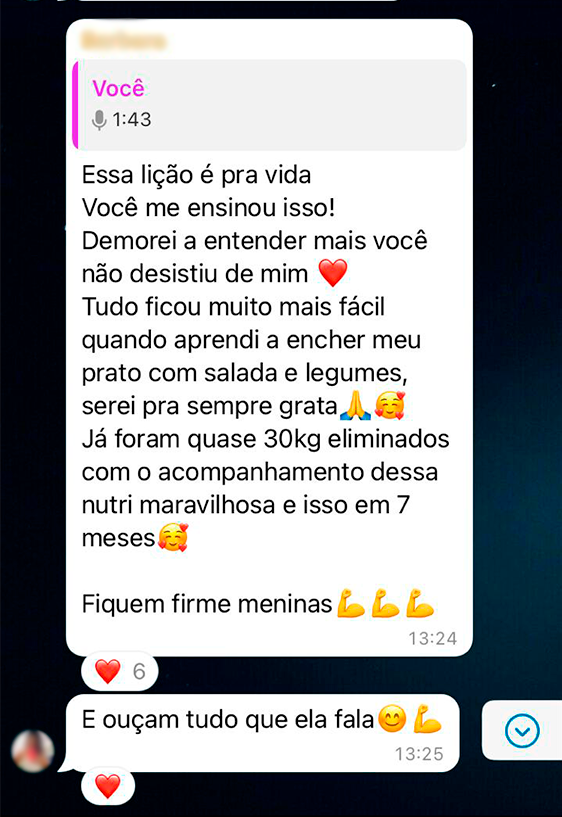 Você
1:43
Essa lição é pra vida
Você me ensinou isso!
Demorei a entender mais você
não desistiu de mim ❤️
Tudo ficou muito mais fácil
quando aprendi a encher meu
prato com salada e legumes,
serei pra sempre grata🙏🥰
Já foram quase 30kg eliminados
com o acompanhamento dessa
nutri maravilhosa e isso em 7
meses🥰
Fiquem firme meninas💪💪💪
13:24
❤️ 6
E ouçam tudo que ela fala😊💪
13:25
❤️